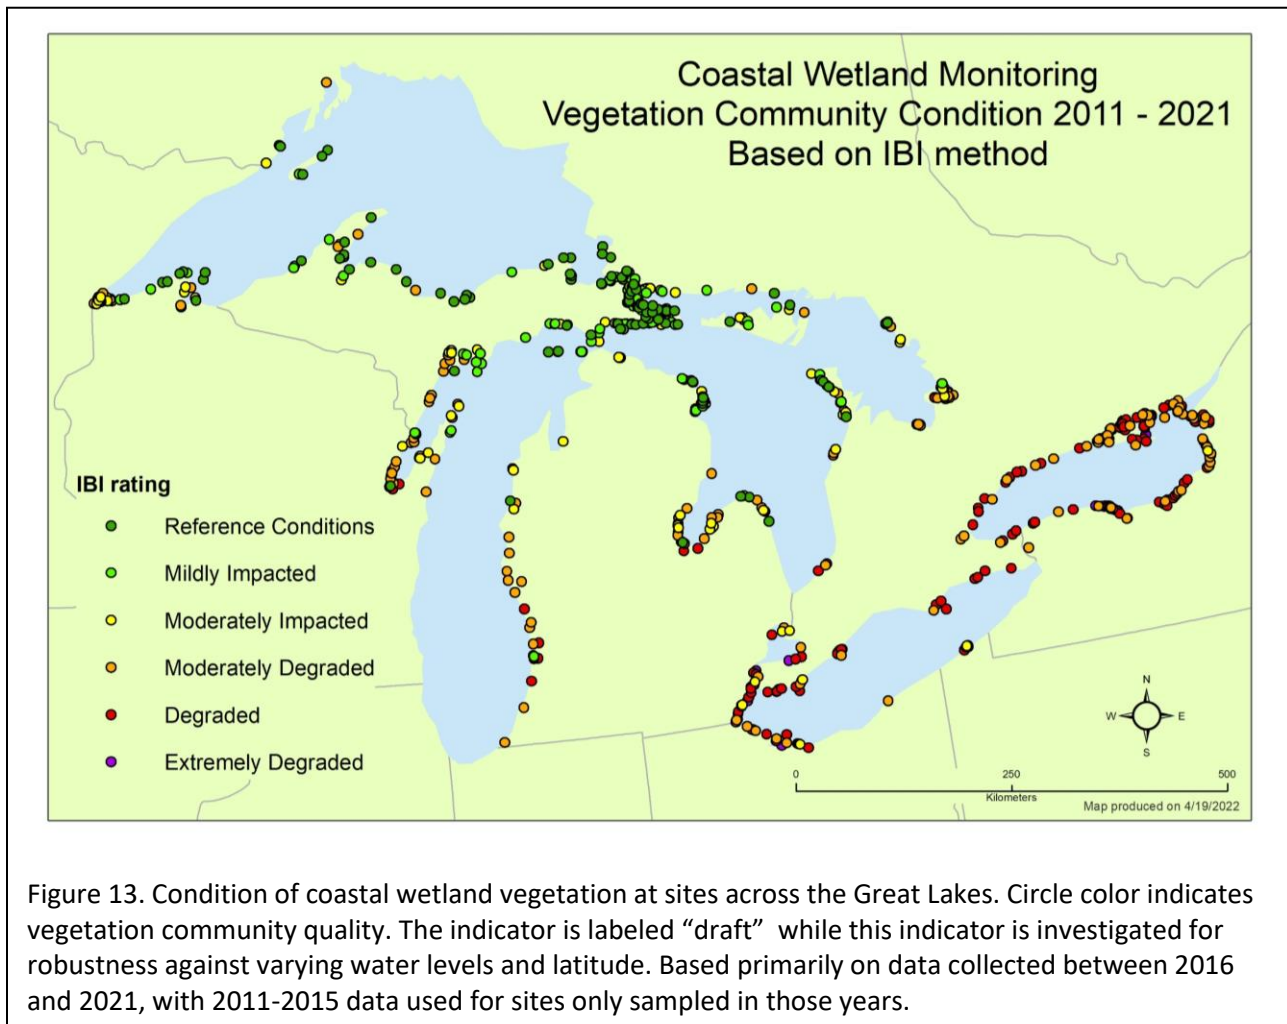 Coastal Wetland Monitoring
Vegetation Community Condition 2011 - 2021
Based on IBI method
IBI rating
Reference Conditions
Mildly Impacted
Moderately Impacted
Moderately Degraded
Degraded
Extremely Degraded
N
W E
S
0 250 500
Kilometers
Map produced on 4/19/2022
Figure 13. Condition of coastal wetland vegetation at sites across the Great Lakes. Circle color indicates
vegetation community quality. The indicator is labeled “draft” while this indicator is investigated for
robustness against varying water levels and latitude. Based primarily on data collected between 2016
and 2021, with 2011-2015 data used for sites only sampled in those years.